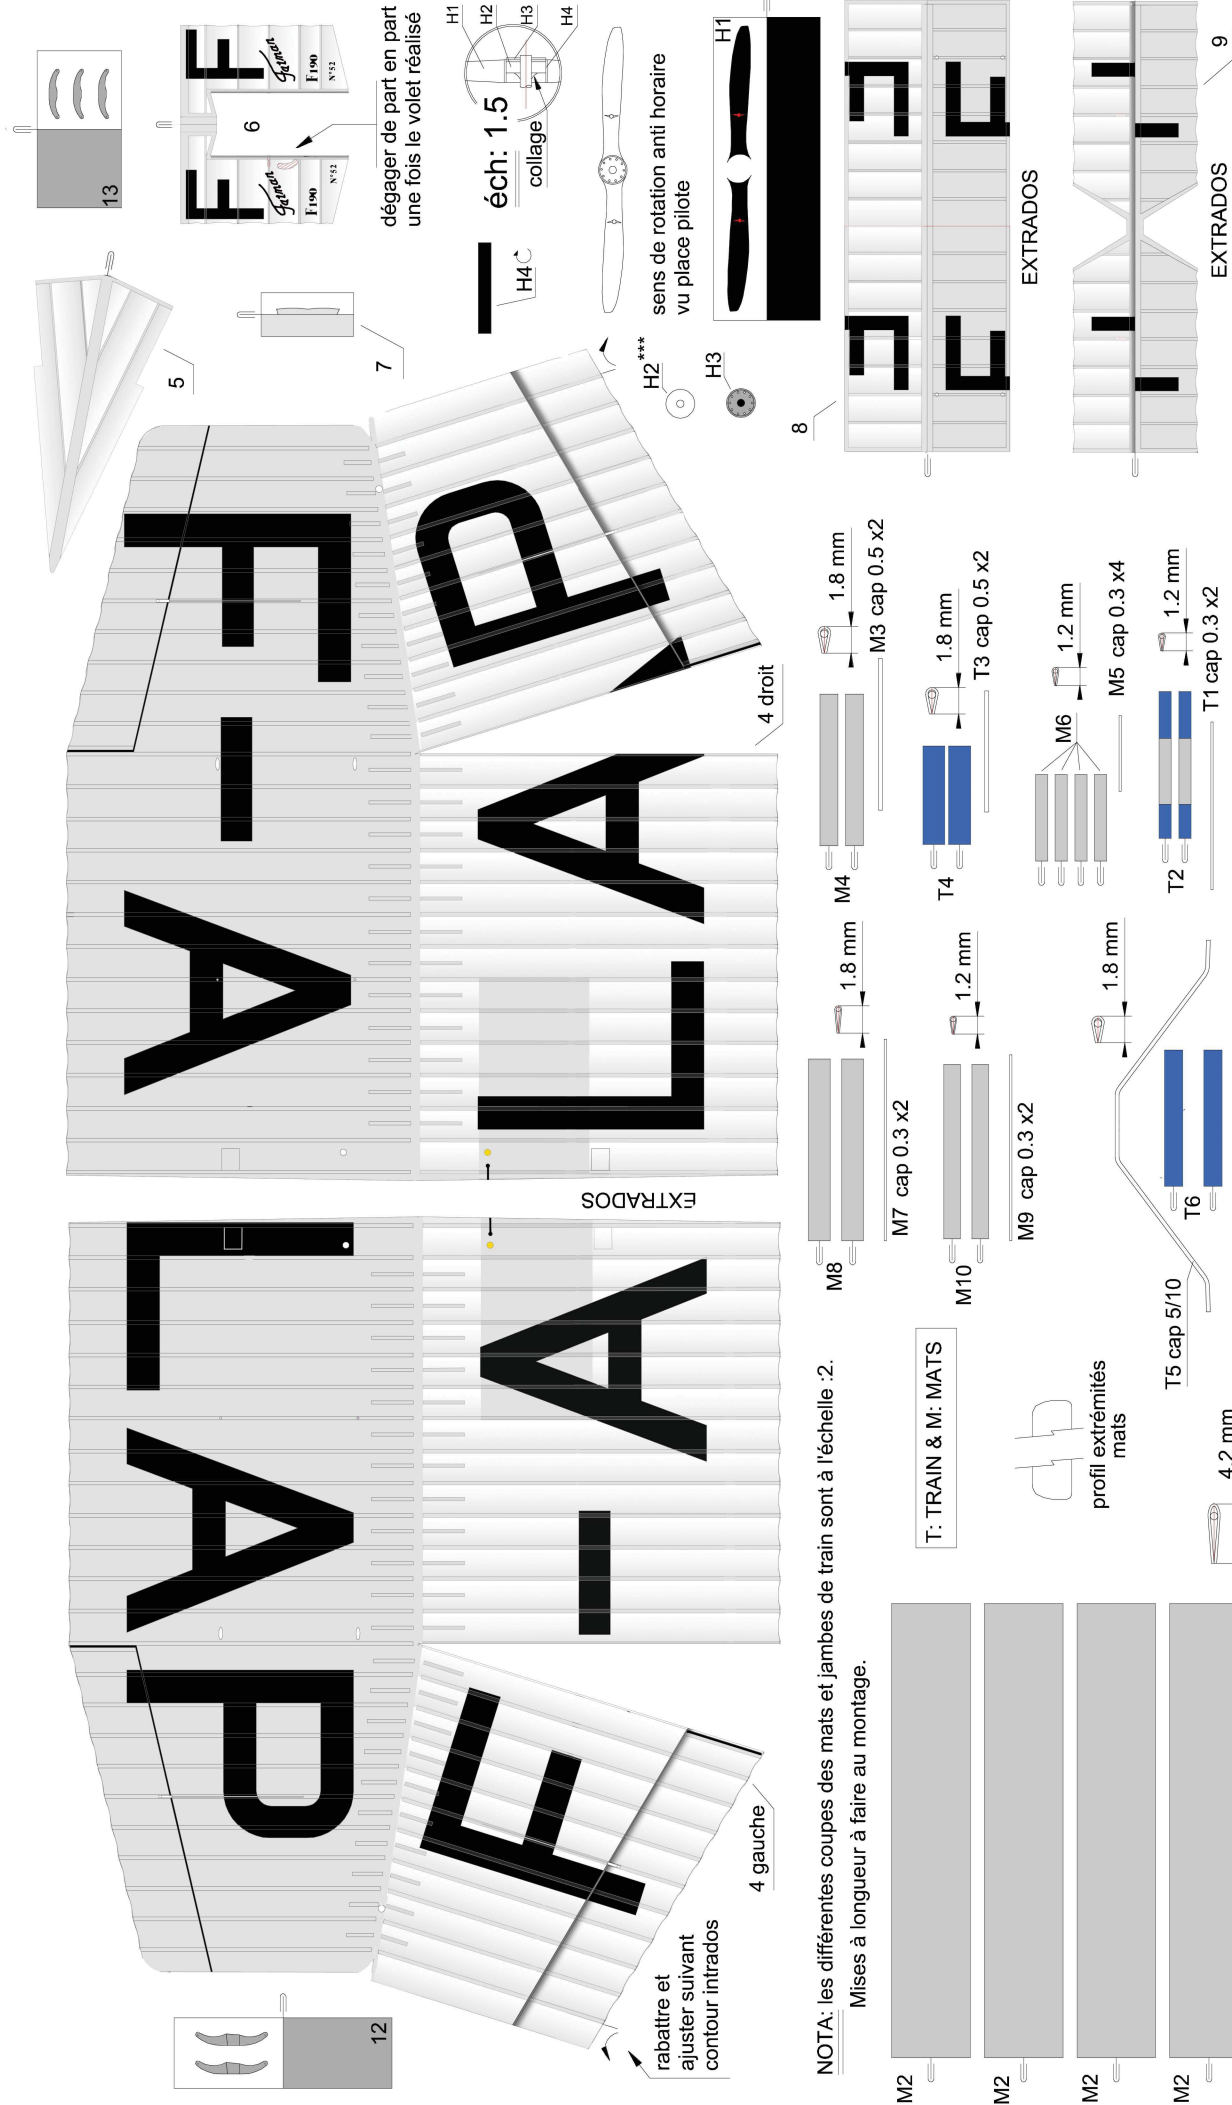 12
rabattre et
ajuster suivant
contour intrados
4 gauche
P A L
F - A
EXTRADOS
A - F
L A P
4 droit
5
13
6
F
Farman
F190
N°52
F
Farman
F190
N°52
dégager de part en part
une fois le volet réalisé
7
H4
éch: 1.5
collage
H1
H2
H3
H4
sens de rotation anti horaire
vu place pilote
H2***
H3
H1
8
EXTRADOS
9
EXTRADOS
NOTA: les différentes coupes des mats et jambes de train sont à l'échelle :2.
Mises à longueur à faire au montage.
T: TRAIN & M: MATS
profil extrémités
mats
M2
M2
M2
M2
4.2 mm
M8
1.8 mm
M7 cap 0.3 x2
M10
1.2 mm
M9 cap 0.3 x2
T5 cap 5/10
T6
1.8 mm
M4
1.8 mm
M3 cap 0.5 x2
T4
1.8 mm
T3 cap 0.5 x2
M6
1.2 mm
M5 cap 0.3 x4
T2
1.2 mm
T1 cap 0.3 x2